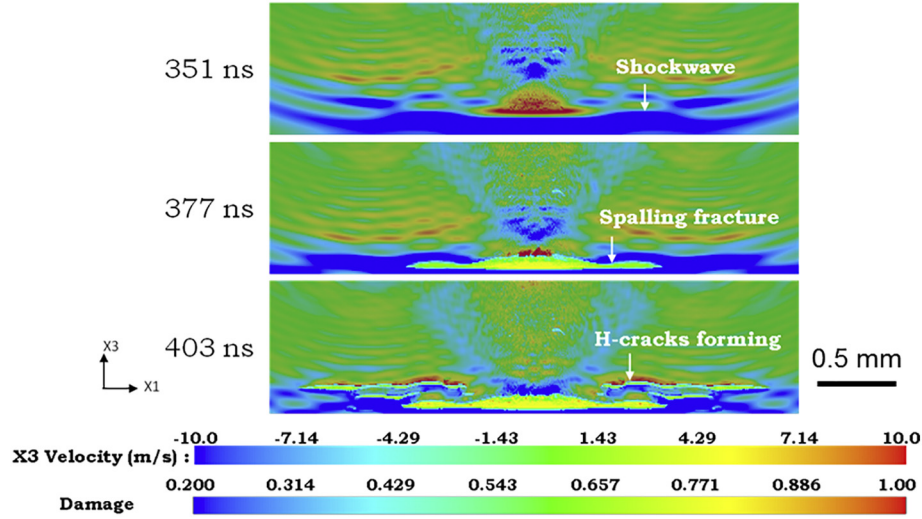 351 ns
Shockwave
377 ns
Spalling fracture
403 ns
H-cracks forming
X3
X1
0.5 mm
-10.0 -7.14 -4.29 -1.43 1.43 4.29 7.14 10.0
X3 Velocity (m/s) :
0.200 0.314 0.429 0.543 0.657 0.771 0.886 1.00
Damage